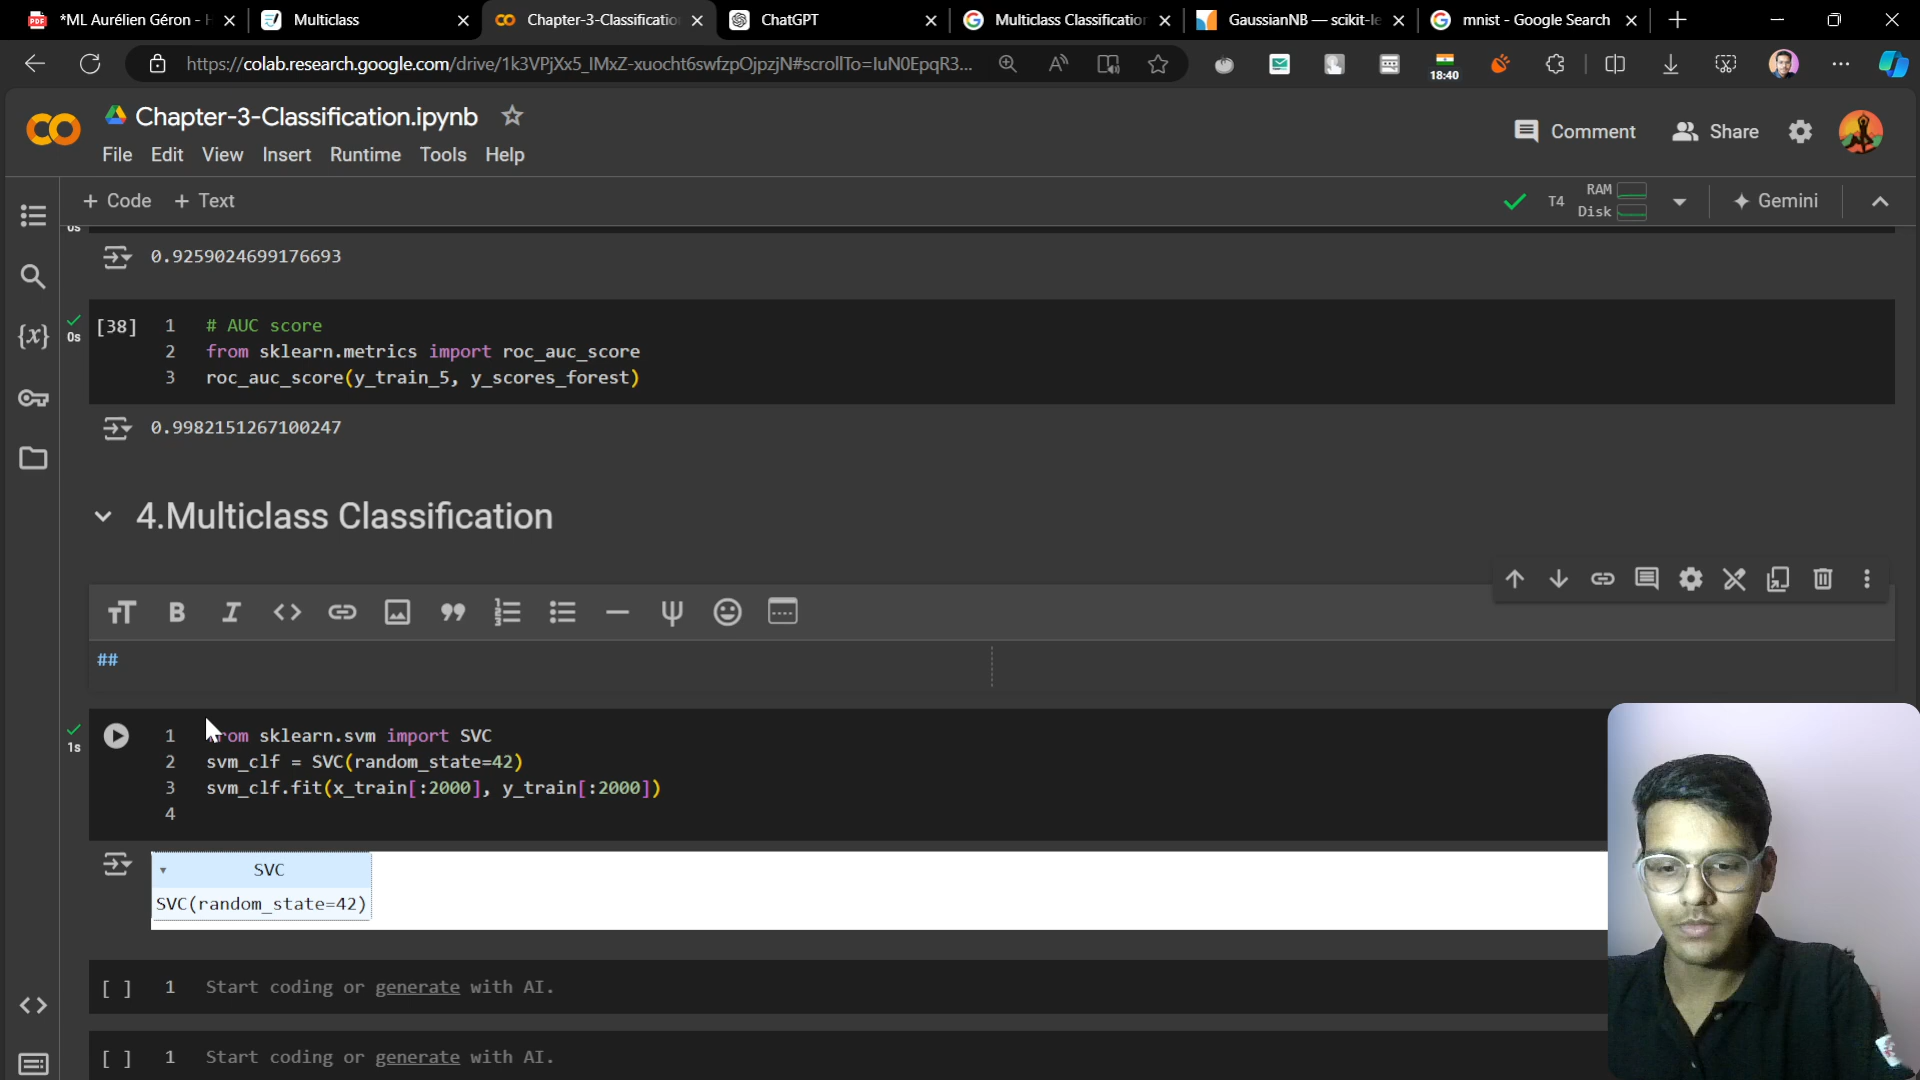 *ML Aurélien Géron - H
Multiclass
Chapter-3-Classificatio
ChatGPT
Multiclass Classification
GaussianNB — scikit-le
mnist - Google Search
https://colab.research.google.com/drive/1k3VPjXx5_IMxZ-xuocht6swfzpOjpzjN#scrollTo=IuN0EpqR3...
18:40
Chapter-3-Classification.ipynb
Comment
Share
File Edit View Insert Runtime Tools Help
+ Code + Text
T4
RAM
Disk
Gemini
0s
0.9259024699176693
0s
[38]
1 # AUC score
2 from sklearn.metrics import roc_auc_score
3 roc_auc_score(y_train_5, y_scores_forest)
0.9982151267100247
4.Multiclass Classification
##
1s
1 from sklearn.svm import SVC
2 svm_clf = SVC(random_state=42)
3 svm_clf.fit(x_train[:2000], y_train[:2000])
4
SVC
SVC(random_state=42)
[ ] 1 Start coding or generate with AI.
[ ] 1 Start coding or generate with AI.